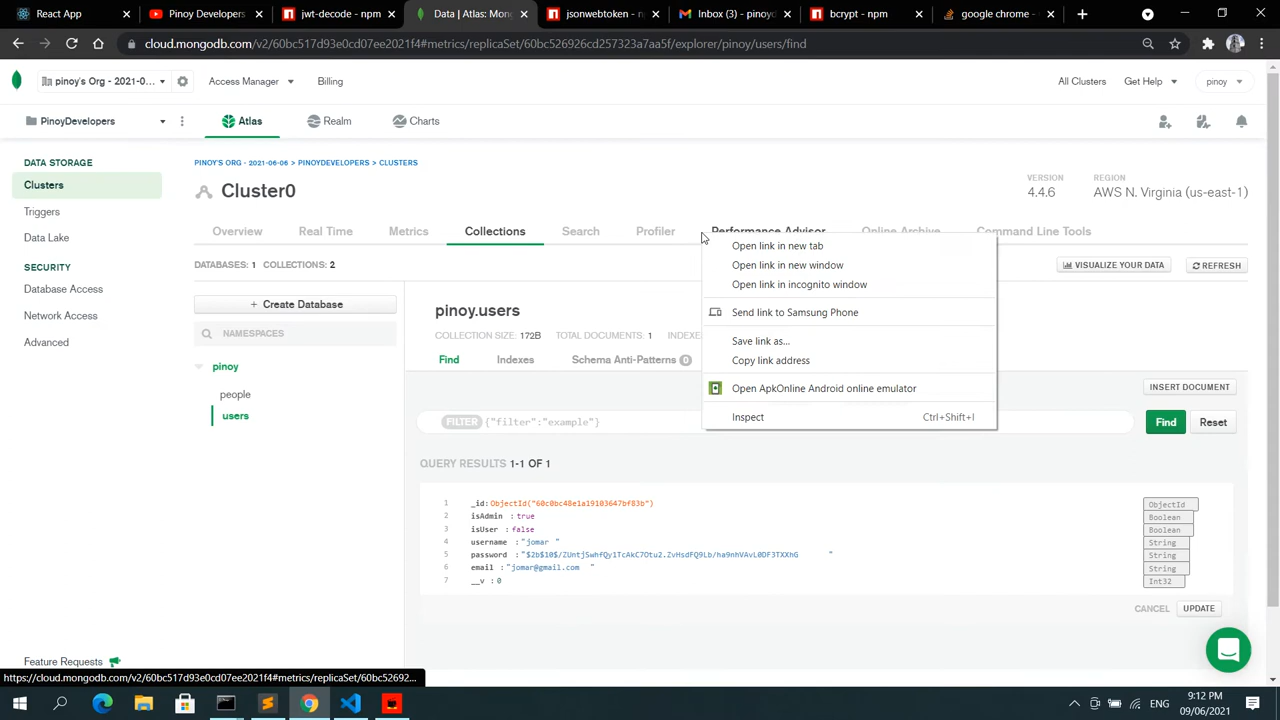 React App
Pinoy Developers
jwt-decode - npm
Data | Atlas: Mon
jsonwebtoken - n
Inbox (3) - pinoyd
bcrypt - npm
google chrome -
cloud.mongodb.com/v2/60bc517d93e0cd07ee2021f4#metrics/replicaSet/60bc526926cd257323a7aa5f/explorer/pinoy/users/find
pinoy's Org - 2021-0...
Access Manager
Billing
All Clusters
Get Help
pinoy
PinoyDevelopers
Atlas
Realm
Charts
DATA STORAGE
Clusters
Triggers
Data Lake
SECURITY
Database Access
Network Access
Advanced
Feature Requests
PINOY'S ORG - 2021-06-06 > PINOYDEVELOPERS > CLUSTERS
Cluster0
VERSION
4.4.6
REGION
AWS N. Virginia (us-east-1)
Overview
Real Time
Metrics
Collections
Search
Profiler
Performance Advisor
Online Archive
Command Line Tools
DATABASES: 1 COLLECTIONS: 2
VISUALIZE YOUR DATA
REFRESH
+ Create Database
NAMESPACES
pinoy
people
users
pinoy.users
COLLECTION SIZE: 172B TOTAL DOCUMENTS: 1 INDEXE
Find
Indexes
Schema Anti-Patterns 0
INSERT DOCUMENT
FILTER {"filter":"example"}
Find
Reset
QUERY RESULTS 1-1 OF 1
1 _id:ObjectId("60c0bc48e1a19103647bf83b") ObjectId
2 isAdmin : true Boolean
3 isUser : false Boolean
4 username : "jomar " String
5 password : "$2b$10$/ZUntjSwhfQy1TcAkC7Otu2.ZvHsdFQ9Lb/ha9nhVAvL0DF3TXXhG " String
6 email : "jomar@gmail.com " String
7 __v : 0 Int32
CANCEL
UPDATE
Open link in new tab
Open link in new window
Open link in incognito window
Send link to Samsung Phone
Save link as...
Copy link address
Open ApkOnline Android online emulator
Inspect Ctrl+Shift+I
https://cloud.mongodb.com/v2/60bc517d93e0cd07ee2021f4#metrics/replicaSet/60bc52692...
ENG
9:12 PM
09/06/2021